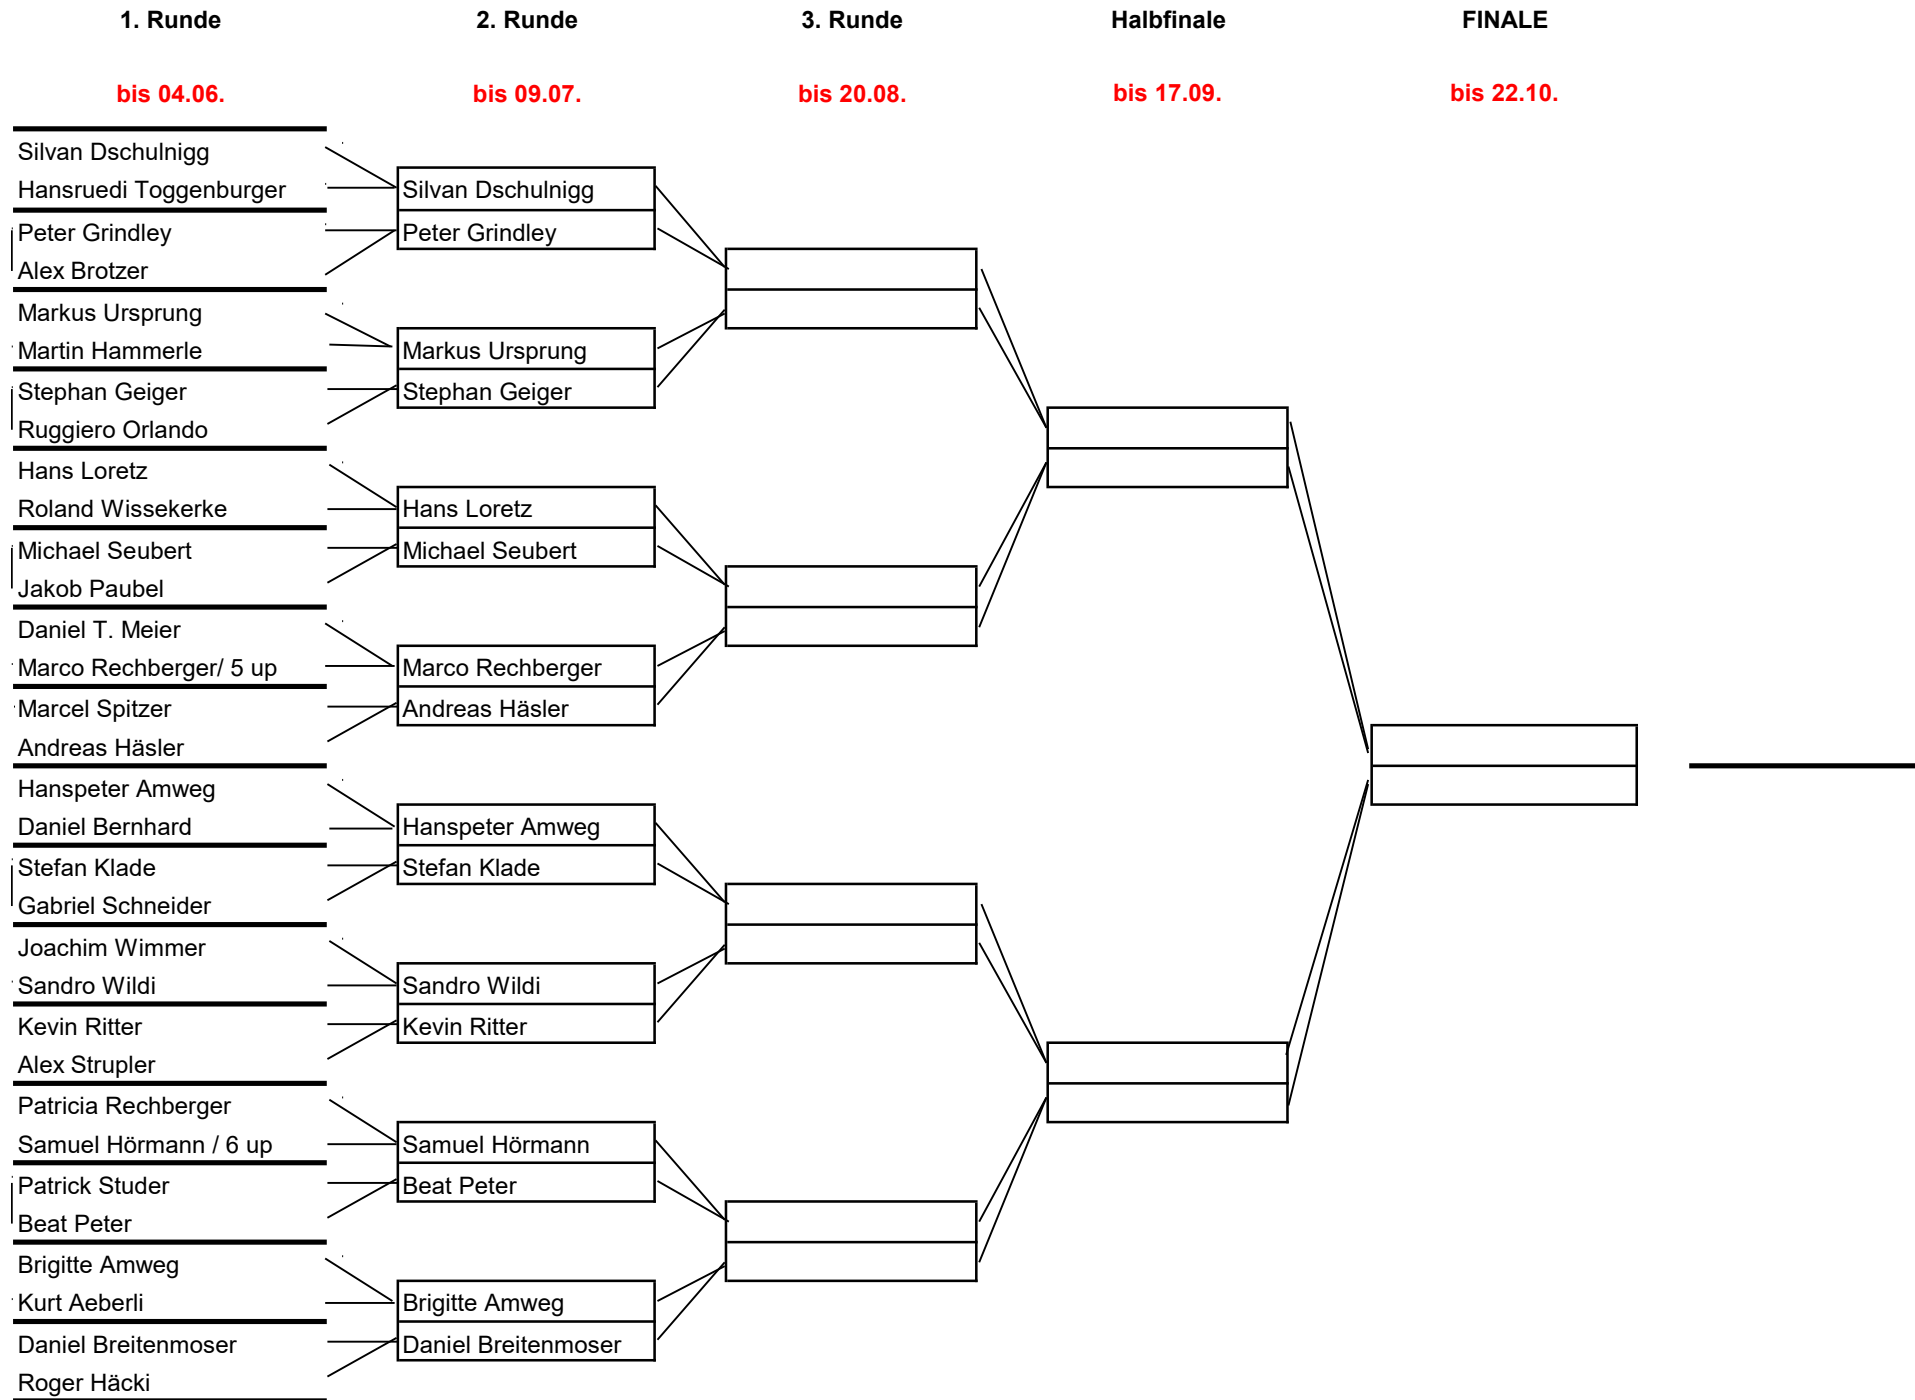 1. Runde
2. Runde
3. Runde
Halbfinale
FINALE
bis 04.06.
bis 09.07.
bis 20.08.
bis 17.09.
bis 22.10.
Silvan Dschulnigg
Hansruedi Toggenburger
Peter Grindley
Alex Brotzer
Markus Ursprung
Martin Hammerle
Stephan Geiger
Ruggiero Orlando
Hans Loretz
Roland Wissekerke
Michael Seubert
Jakob Paubel
Daniel T. Meier
Marco Rechberger/ 5 up
Marcel Spitzer
Andreas Häsler
Hanspeter Amweg
Daniel Bernhard
Stefan Klade
Gabriel Schneider
Joachim Wimmer
Sandro Wildi
Kevin Ritter
Alex Strupler
Patricia Rechberger
Samuel Hörmann / 6 up
Patrick Studer
Beat Peter
Brigitte Amweg
Kurt Aeberli
Daniel Breitenmoser
Roger Häcki
Silvan Dschulnigg
Peter Grindley
Markus Ursprung
Stephan Geiger
Hans Loretz
Michael Seubert
Marco Rechberger
Andreas Häsler
Hanspeter Amweg
Stefan Klade
Sandro Wildi
Kevin Ritter
Samuel Hörmann
Beat Peter
Brigitte Amweg
Daniel Breitenmoser